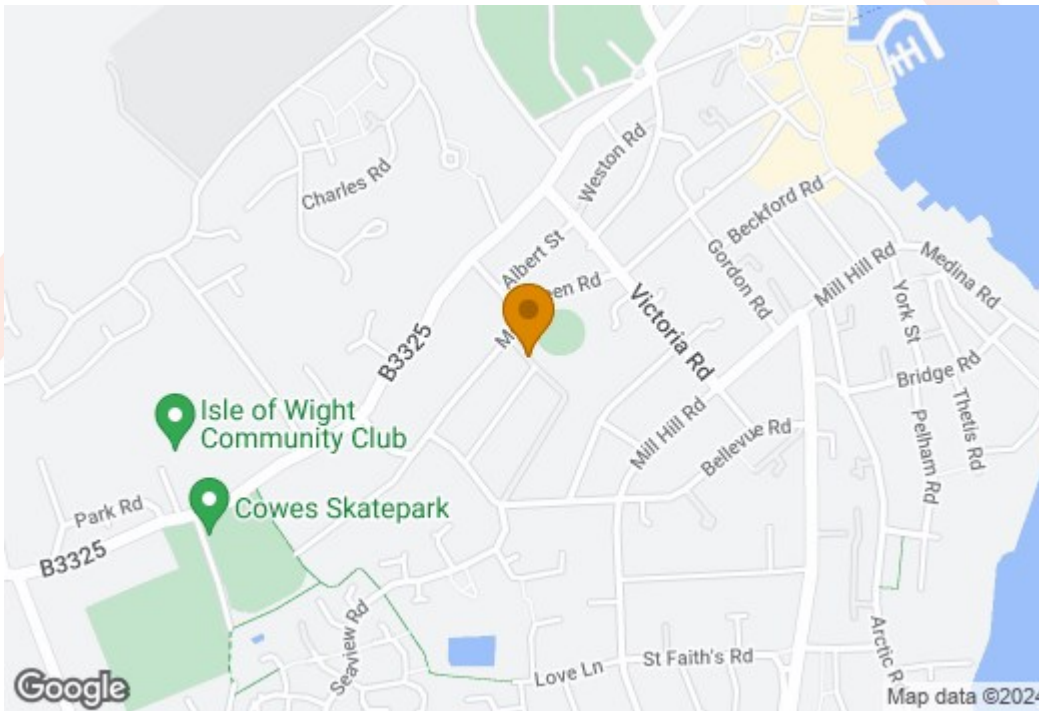 Charles Rd
Weston Rd
Albert St
Beckford Rd
Gordon Rd
Mill Hill Rd
Medina Rd
Victoria Rd
York St
B3325
Bridge Rd
Thetis Rd
Pelham Rd
Isle of Wight
Community Club
Mill Hill Rd
Bellevue Rd
Cowes Skatepark
Park Rd
B3325
Seaview Rd
Love Ln
St Faith's Rd
Arctic
Google
Map data ©2024